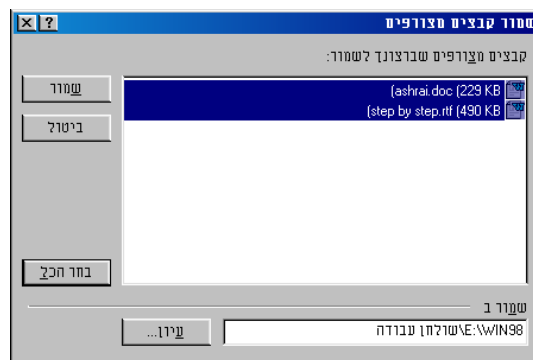 שמור קבצים מצורפים
קבצים מצורפים שברצונך לשמור:
(ashrai.doc (229 KB
(step by step.rtf (490 KB
שמור
ביטול
בחר הכל
שמור ב
E:\WIN98\שולחן עבודה
עיון...